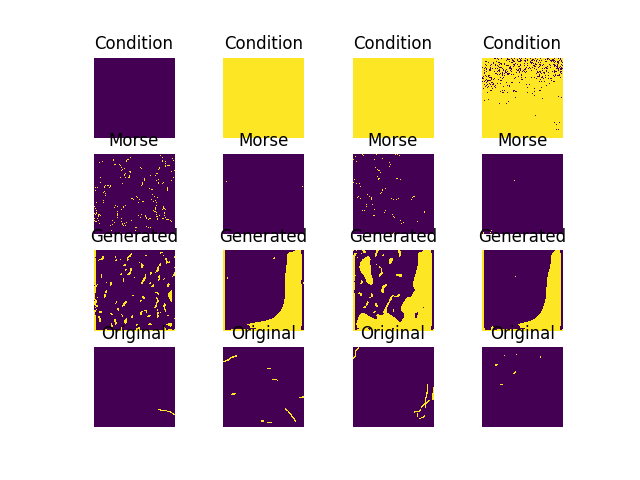 Condition Condition Condition Condition
Morse Morse Morse Morse
Generated Generated Generated Generated
Original Original Original Original